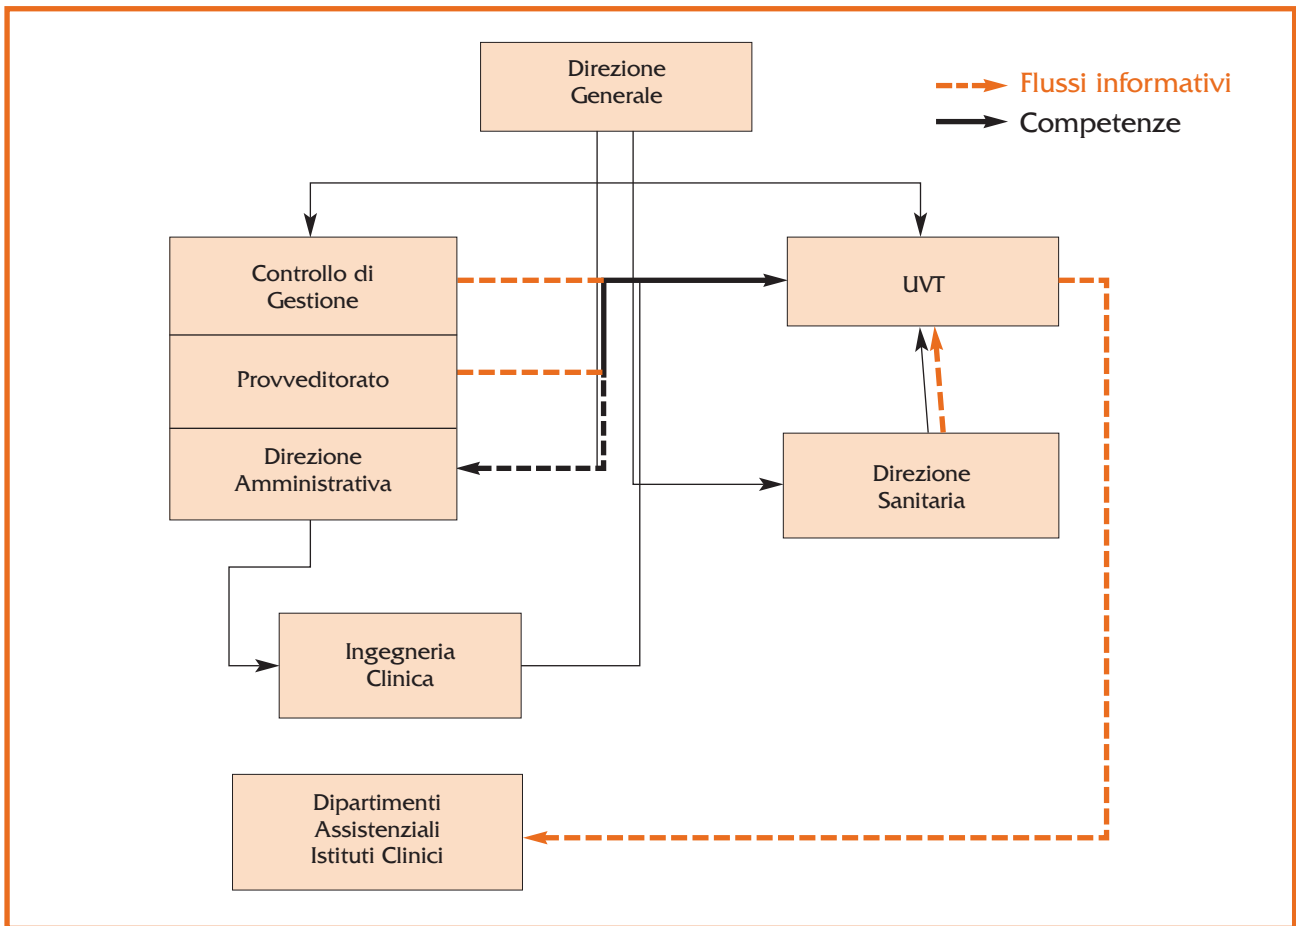 Direzione
Generale
Flussi informativi
Competenze
Controllo di
Gestione
UVT
Provveditorato
Direzione
Amministrativa
Direzione
Sanitaria
Ingegneria
Clinica
Dipartimenti
Assistenziali
Istituti Clinici